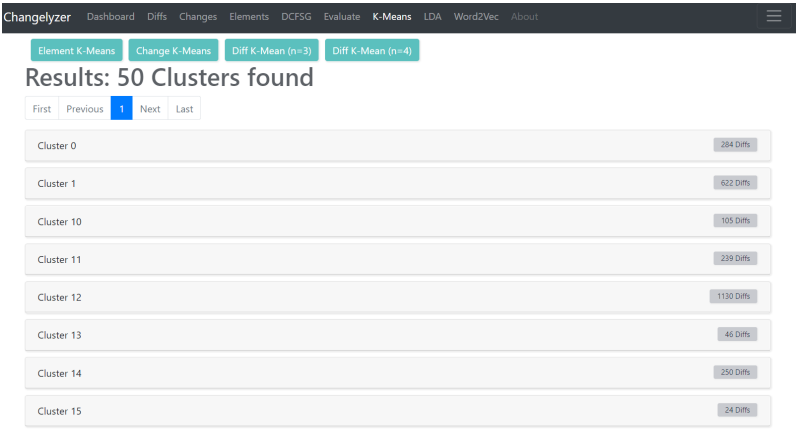 Changelyzer Dashboard Diffs Changes Elements DCFSG Evaluate K-Means LDA Word2Vec About
Element K-Means Change K-Means Diff K-Mean (n=3) Diff K-Mean (n=4)
Results: 50 Clusters found
First Previous 1 Next Last
Cluster 0 284 Diffs
Cluster 1 622 Diffs
Cluster 10 105 Diffs
Cluster 11 239 Diffs
Cluster 12 1130 Diffs
Cluster 13 46 Diffs
Cluster 14 250 Diffs
Cluster 15 24 Diffs